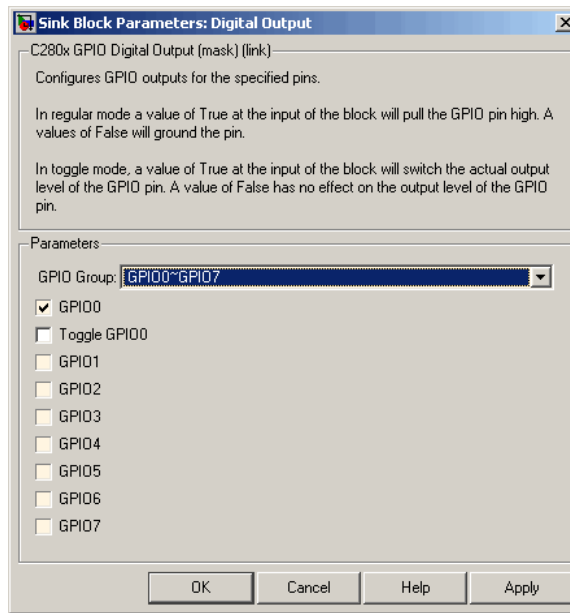 Sink Block Parameters: Digital Output
C280x GPIO Digital Output (mask) (link)
Configures GPIO outputs for the specified pins.
In regular mode a value of True at the input of the block will pull the GPIO pin high. A
values of False will ground the pin.
In toggle mode, a value of True at the input of the block will switch the actual output
level of the GPIO pin. A value of False has no effect on the output level of the GPIO
pin.
Parameters
GPIO Group: GPIO0~GPIO7
GPIO0
Toggle GPIO0
GPIO1
GPIO2
GPIO3
GPIO4
GPIO5
GPIO6
GPIO7
OK Cancel Help Apply